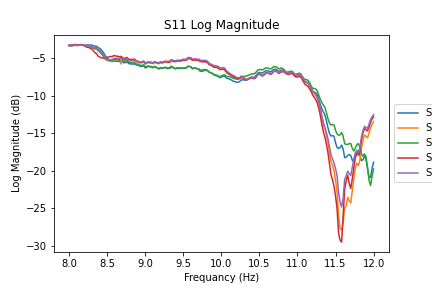 S11 Log Magnitude
Log Magnitude (dB)
−5
−10
−15
−20
−25
−30
8.0 8.5 9.0 9.5 10.0 10.5 11.0 11.5 12.0
Frequancy (Hz)
S
S
S
S
S